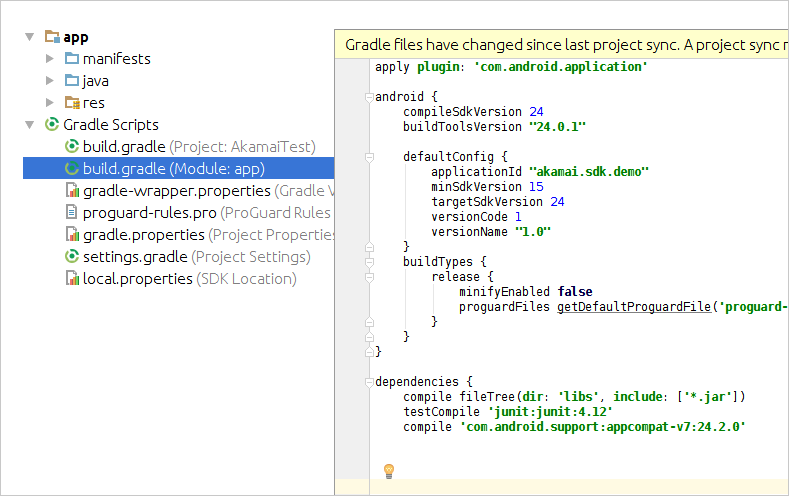 app
manifests
java
res
Gradle Scripts
build.gradle (Project: AkamaiTest)
build.gradle (Module: app)
gradle-wrapper.properties (Gradle V
proguard-rules.pro (ProGuard Rules
gradle.properties (Project Properties
settings.gradle (Project Settings)
local.properties (SDK Location)
Gradle files have changed since last project sync. A project sync
apply plugin: 'com.android.application'
android {
compileSdkVersion 24
buildToolsVersion "24.0.1"
defaultConfig {
applicationId "akamai.sdk.demo"
minSdkVersion 15
targetSdkVersion 24
versionCode 1
versionName "1.0"
}
buildTypes {
release {
minifyEnabled false
proguardFiles getDefaultProguardFile('proguard-
}
}
}
dependencies {
compile fileTree(dir: 'libs', include: ['*.jar'])
testCompile 'junit:junit:4.12'
compile 'com.android.support:appcompat-v7:24.2.0'